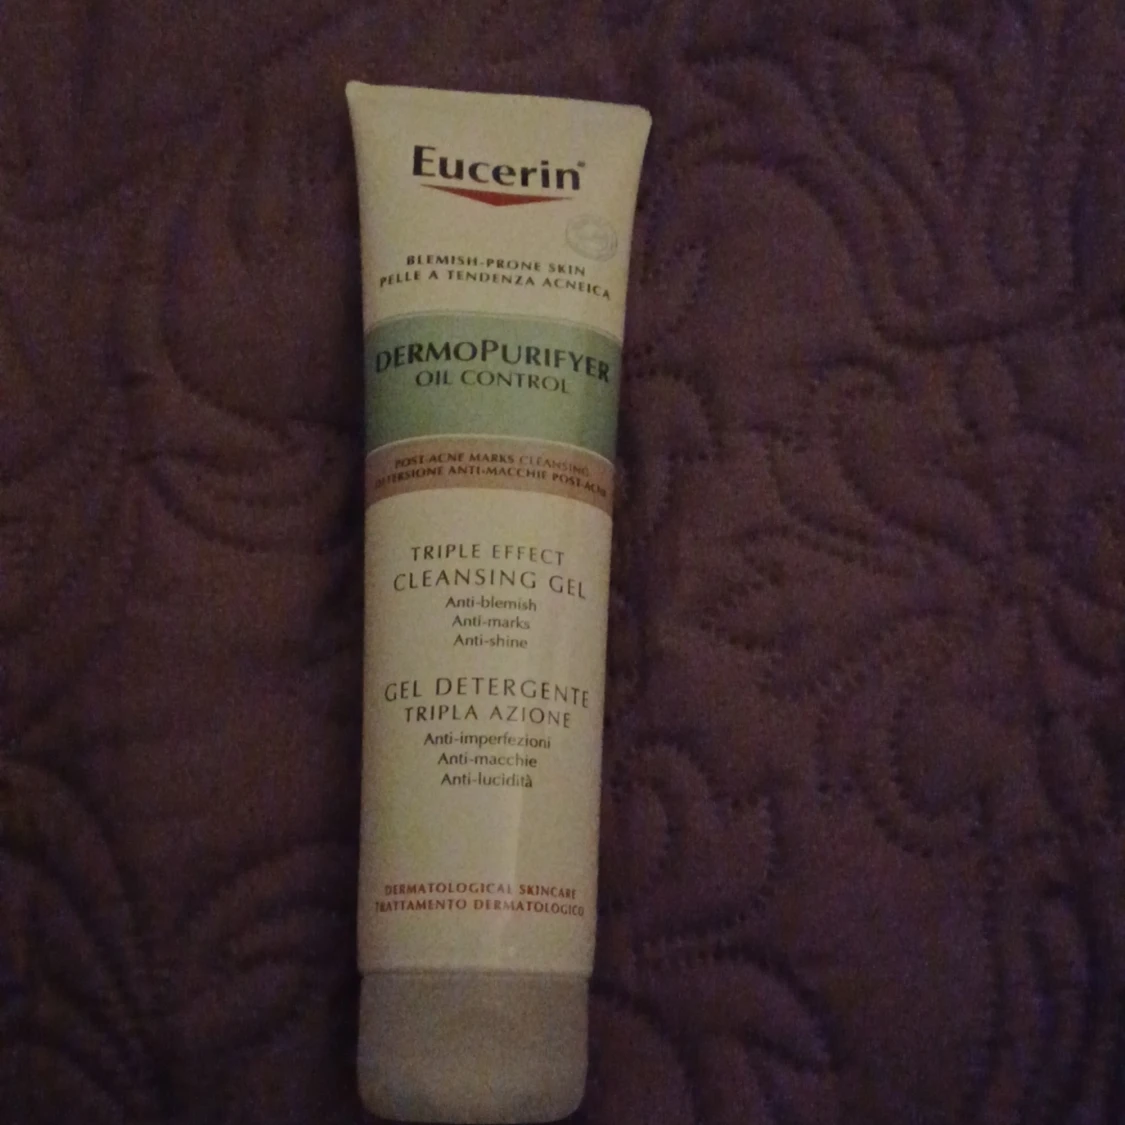 Eucerin®
BLEMISH-PRONE SKIN
PELLE A TENDENZA ACNEICA
DERMOPURIFYER
OIL CONTROL
POST-ACNE MARKS CLEANSING
DETERSIONE ANTI-MACCHIE POST-ACNE
TRIPLE EFFECT
CLEANSING GEL
Anti-blemish
Anti-marks
Anti-shine
GEL DETERGENTE
TRIPLA AZIONE
Anti-imperfezioni
Anti-macchie
Anti-lucidità
DERMATOLOGICAL SKINCARE
TRATTAMENTO DERMATOLOGICO